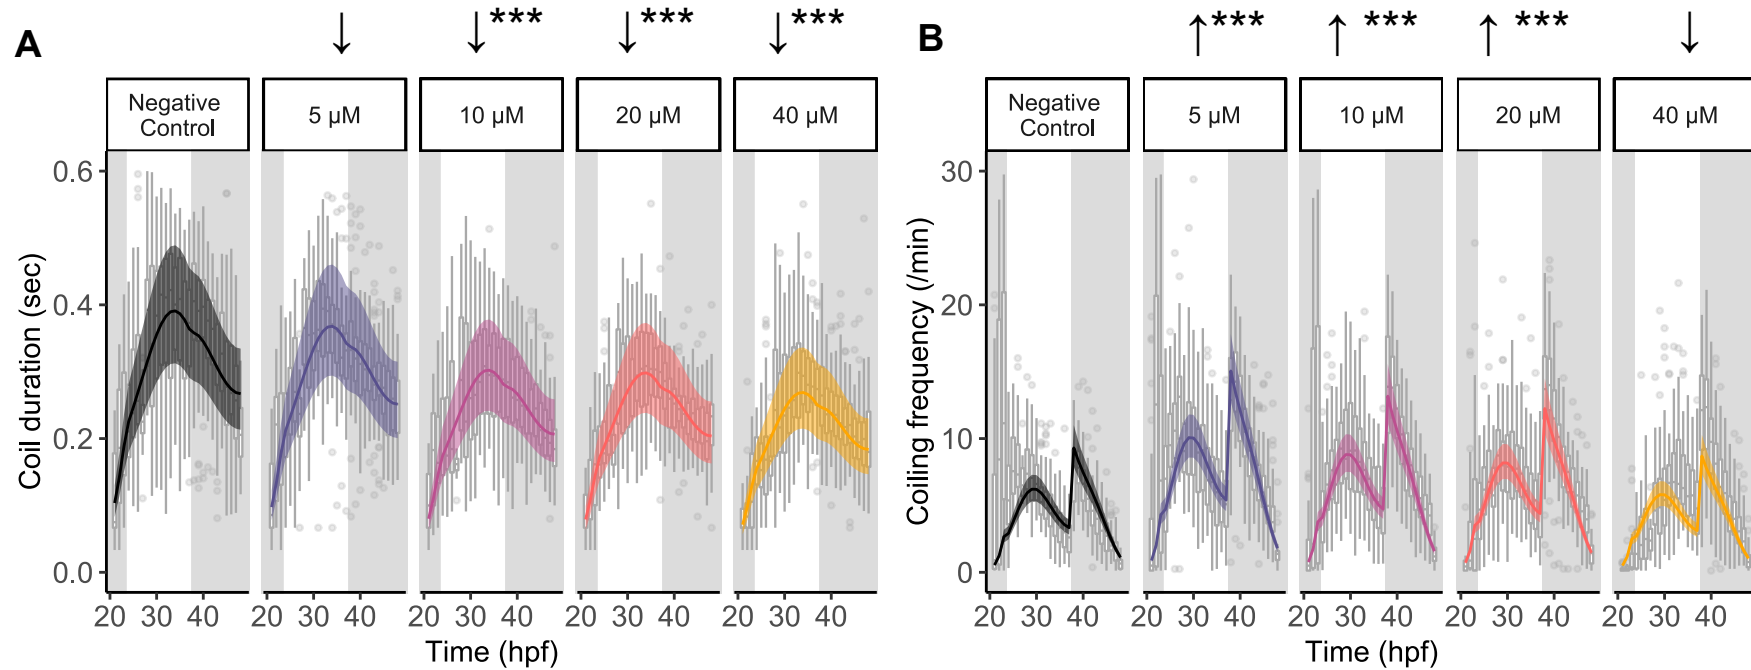 A
↓ ↓*** ↓*** ↓***
Negative
Control
5 µM
10 µM
20 µM
40 µM
Coil duration (sec)
0.6
0.4
0.2
0.0
20 30 40 20 30 40 20 30 40 20 30 40 20 30 40
Time (hpf)
B
↑*** ↑ *** ↑ *** ↓
Negative
Control
5 µM
10 µM
20 µM
40 µM
Coiling frequency (/min)
30
20
10
0
20 30 40 20 30 40 20 30 40 20 30 40 20 30 40
Time (hpf)